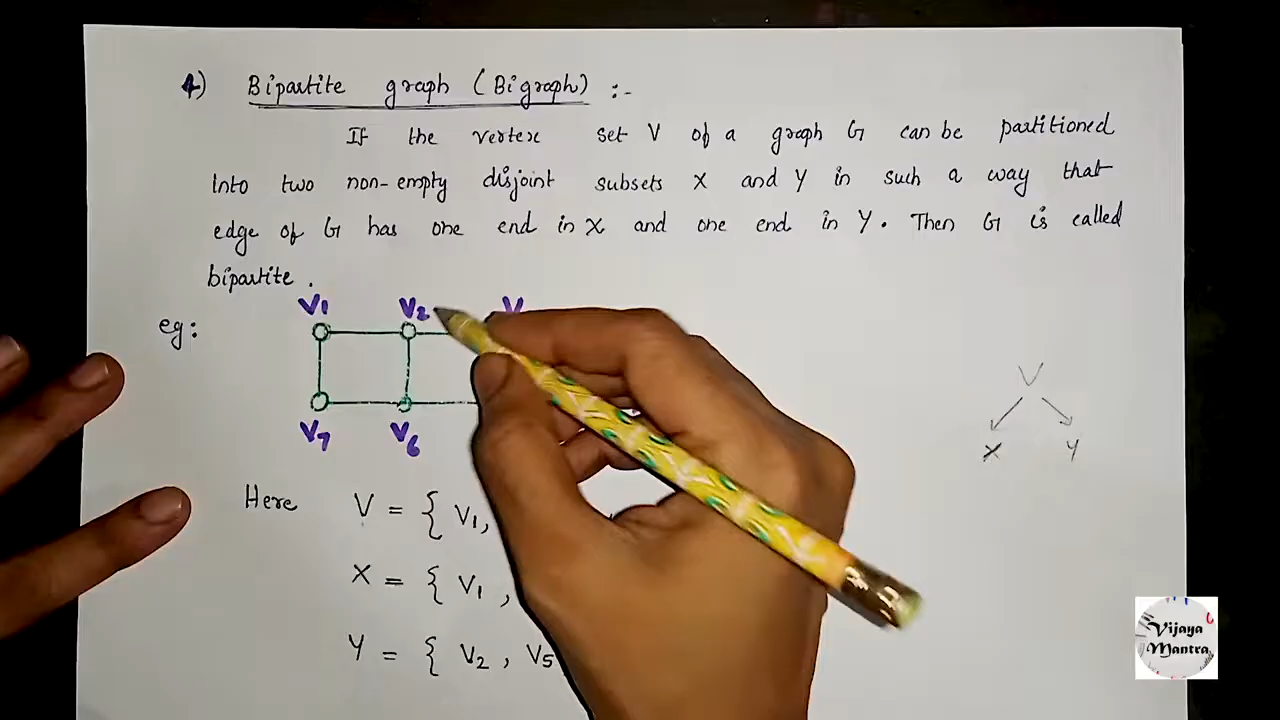 4) Bipartite graph (Bigraph) :-
If the vertex set V of a graph G can be partitioned
Into two non-empty disjoint subsets X and Y in such a way that
edge of G has one end in X and one end in Y. Then G is called
bipartite.
V1 V2 V
eg:
V7 V6
V
X Y
Here V = { V1,
X = { V1 ,
Y = { V2 , V5
Vijaya
Mantra